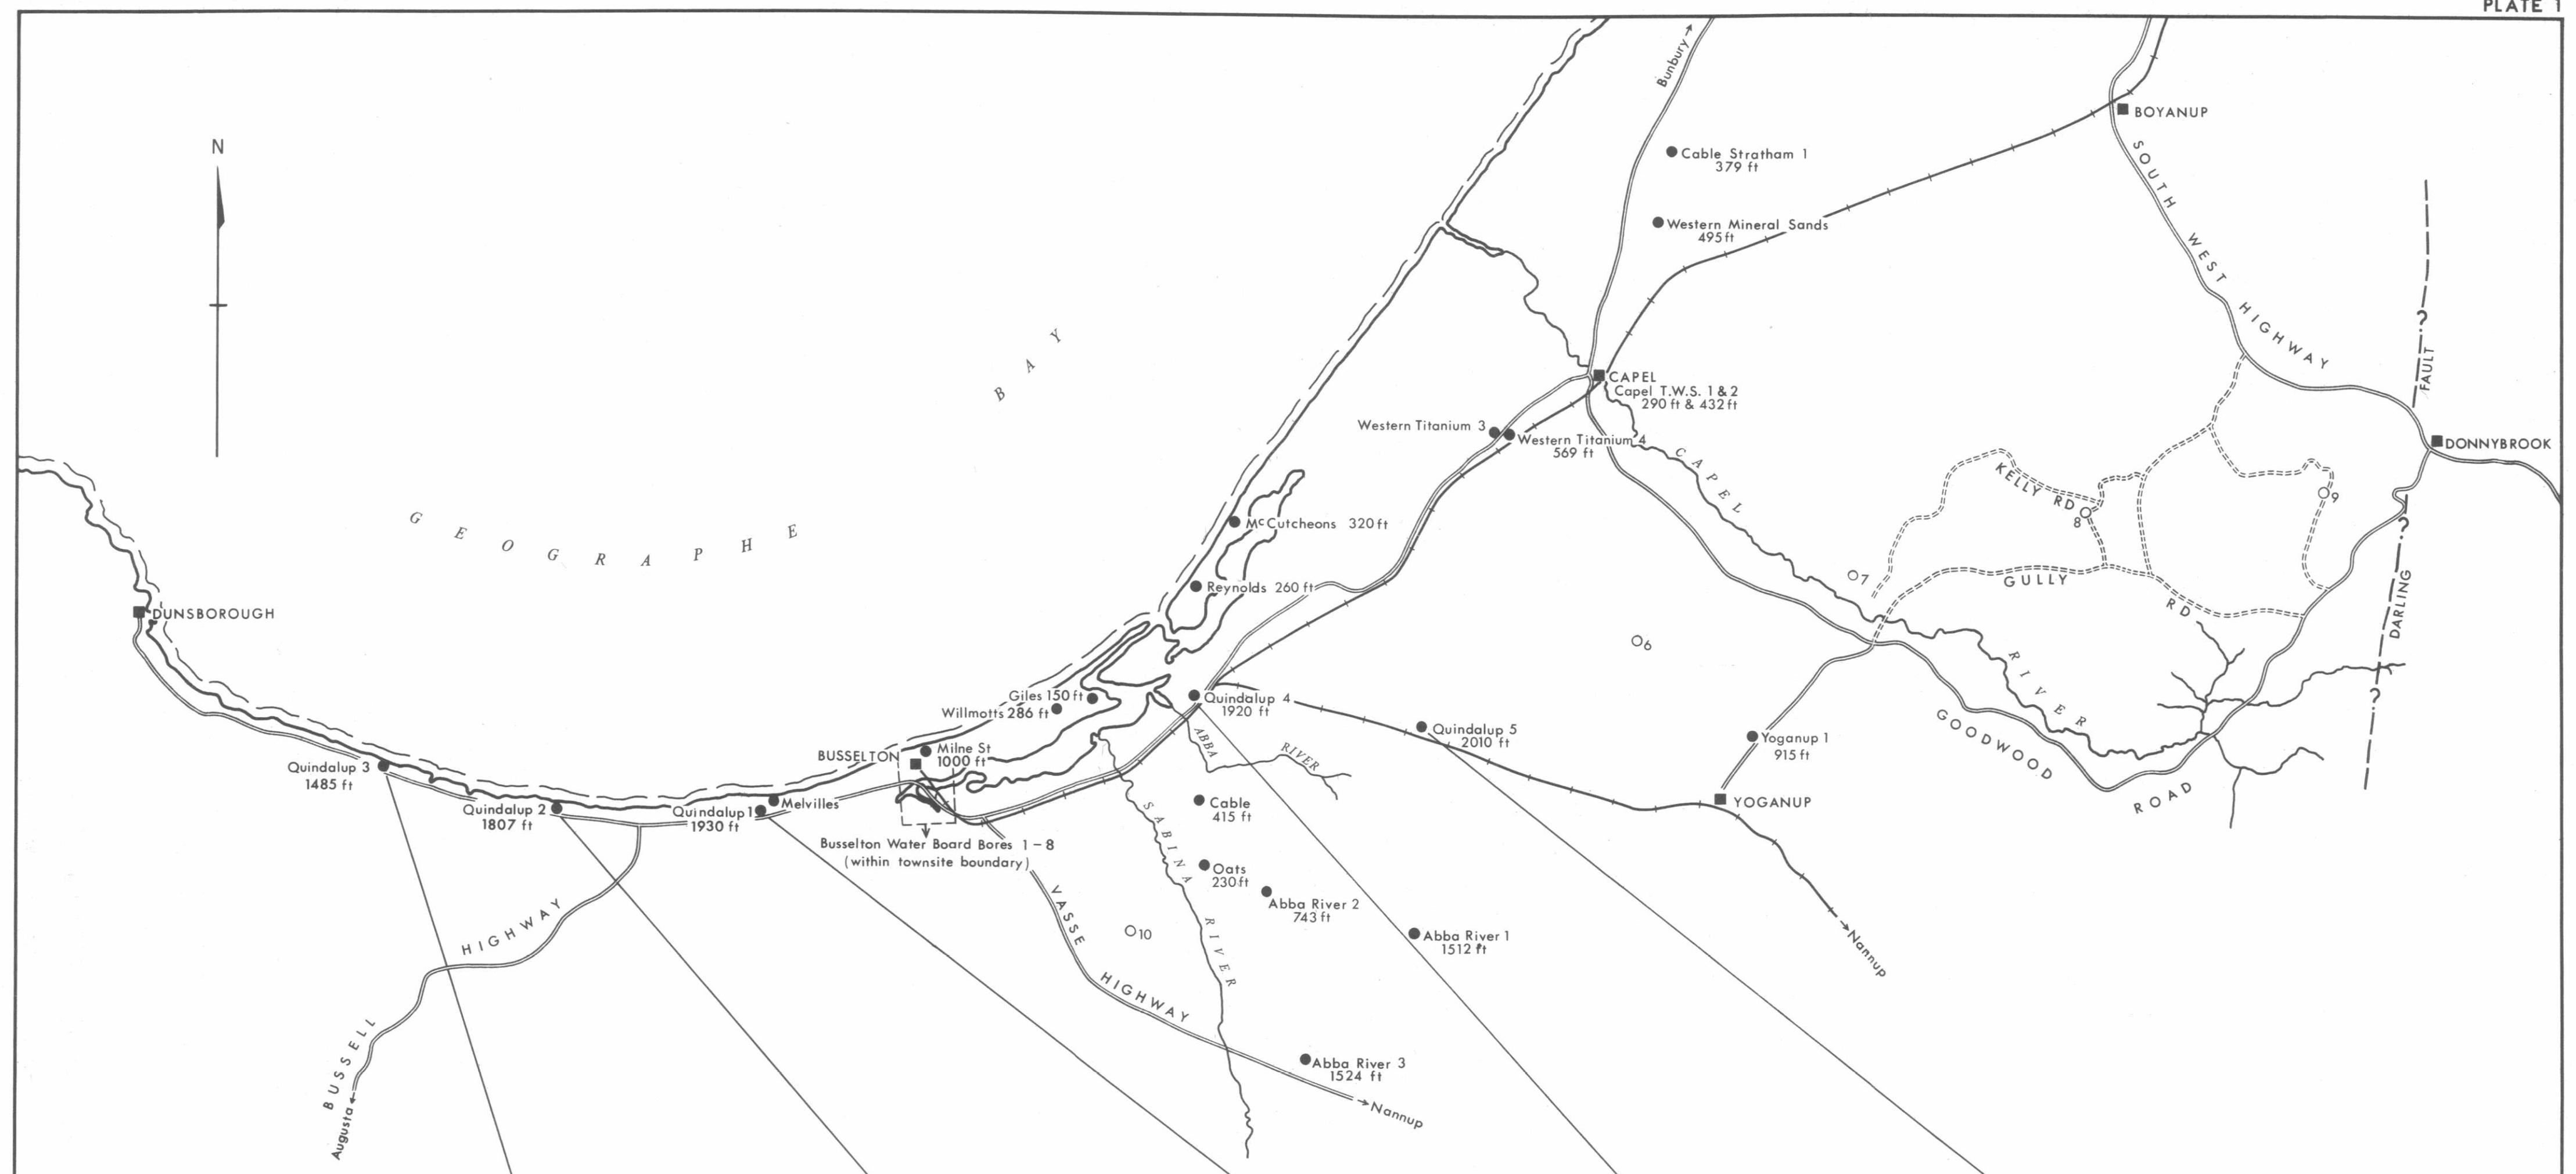 PLATE 1
N
Bunbury
BOYANUP
Cable Stratham 1
379 ft
SOUTH WEST HIGHWAY
Western Mineral Sands
495 ft
BAY
?
FAULT
CAPEL
Capel T.W.S. 1 & 2
290 ft & 432 ft
Western Titanium 3
Western Titanium 4
569 ft
DONNYBROOK
CAPEL
KELLY RD
8
9
GEOGRAPHE
McCutcheons 320 ft
?
7
GULLY
RD
DARLING
Reynolds 260 ft
DUNSBOROUGH
6
RIVER
?
Giles 150 ft
Willmotts 286 ft
Quindalup 4
1920 ft
GOODWOOD
ROAD
Quindalup 5
2010 ft
ABBA
RIVER
Yoganup 1
915 ft
BUSSELTON
Milne St
1000 ft
Quindalup 3
1485 ft
Quindalup 2
1807 ft
Quindalup 1
1930 ft
Melvilles
Cable
415 ft
YOGANUP
Busselton Water Board Bores 1 – 8
(within townsite boundary)
SABINA
RIVER
Oats
230 ft
Abba River 2
743 ft
VASSE
HIGHWAY
10
Abba River 1
1512 ft
Nannup
HIGHWAY
BUSSELL
Augusta
Abba River 3
1524 ft
Nannup